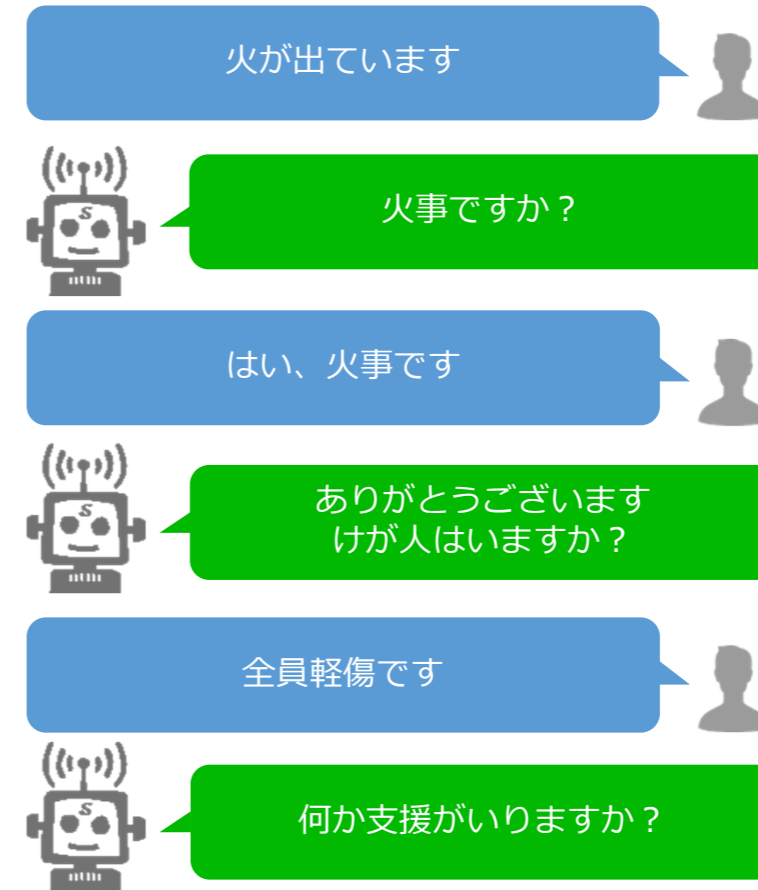 火が出ています
S
火事ですか？
はい、火事です
S
ありがとうございます
けが人はいますか？
全員軽傷です
S
何か支援がいりますか？